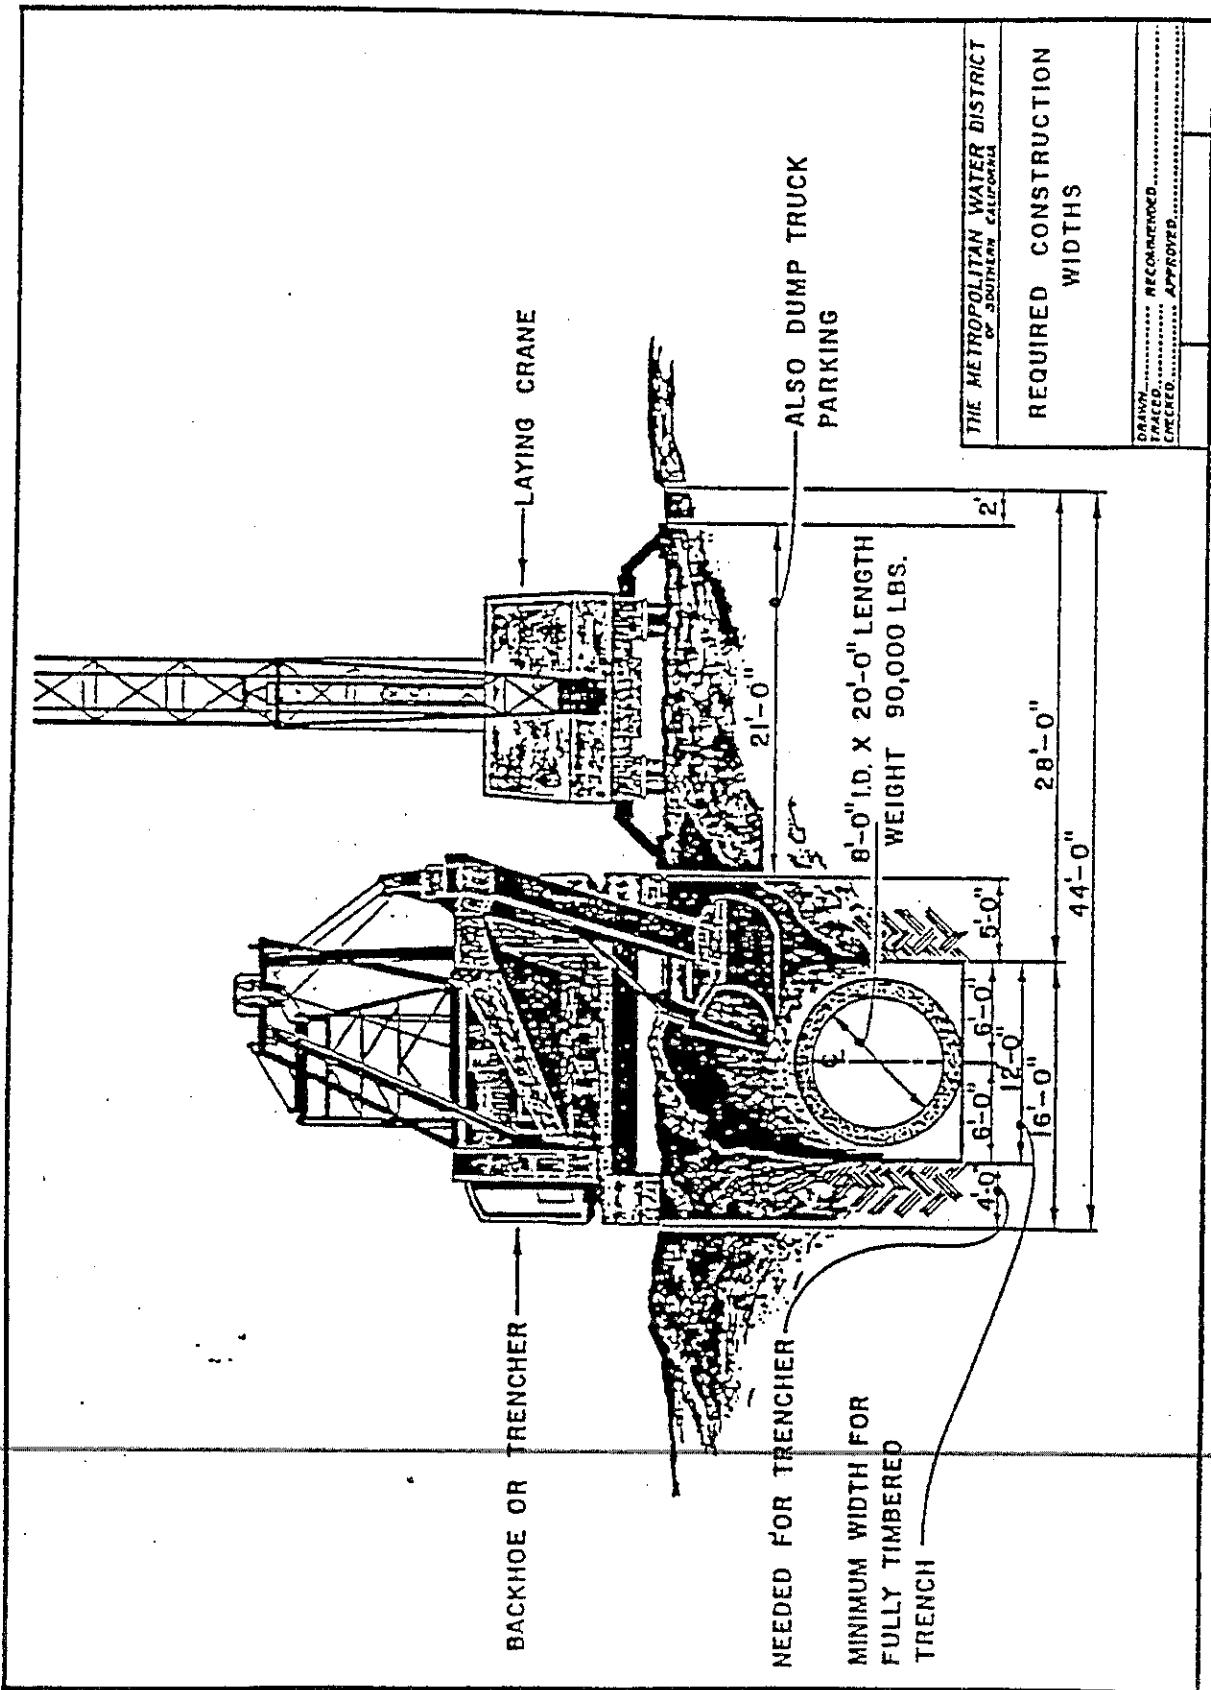 BACKHOE OR TRENCHER
LAYING CRANE
NEEDED FOR TRENCHER
MINIMUM WIDTH FOR
FULLY TIMBERED
TRENCH
21'-0"
ALSO DUMP TRUCK
PARKING
8'-0" I.D. X 20'-0" LENGTH
WEIGHT 90,000 LBS.
℄
4'-0"
6'-0"
6'-0"
5'-0"
2'
12'-0"
16'-0"
28'-0"
44'-0"
THE METROPOLITAN WATER DISTRICT
OF SOUTHERN CALIFORNIA
REQUIRED CONSTRUCTION
WIDTHS
DRAWN
TRACED RECOMMENDED
CHECKED APPROVED